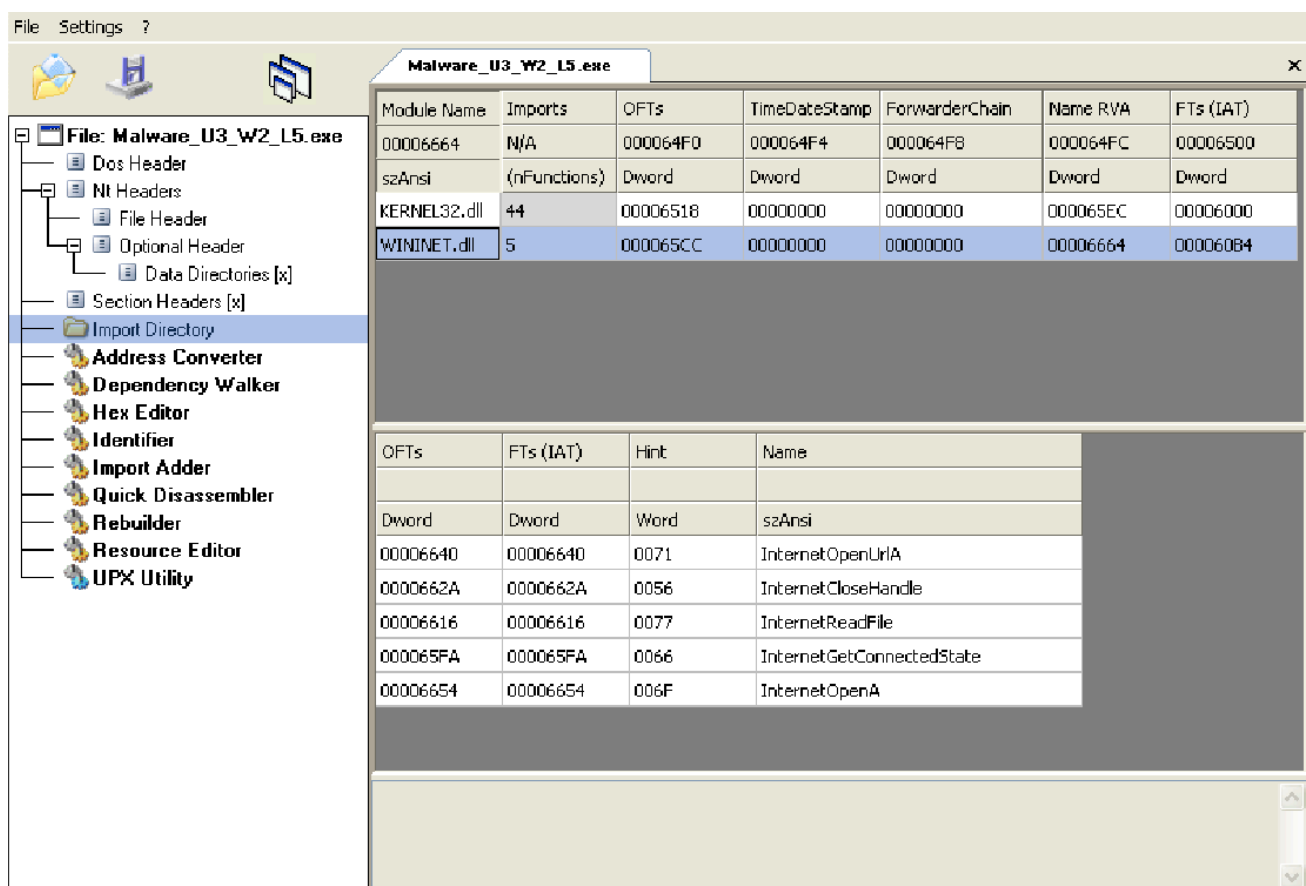 File Settings ?
Malware_U3_W2_L5.exe
File: Malware_U3_W2_L5.exe
Dos Header
Nt Headers
File Header
Optional Header
Data Directories [x]
Section Headers [x]
Import Directory
Address Converter
Dependency Walker
Hex Editor
Identifier
Import Adder
Quick Disassembler
Rebuilder
Resource Editor
UPX Utility
Module Name Imports OFTs TimeDateStamp ForwarderChain Name RVA FTs (IAT)
00006664 N/A 000064F0 000064F4 000064F8 000064FC 00006500
szAnsi (nFunctions) Dword Dword Dword Dword Dword
KERNEL32.dll 44 00006518 00000000 00000000 000065EC 00006000
WININET.dll 5 000065CC 00000000 00000000 00006664 000060B4
OFTs FTs (IAT) Hint Name
Dword Dword Word szAnsi
00006640 00006640 0071 InternetOpenUrlA
0000662A 0000662A 0056 InternetCloseHandle
00006616 00006616 0077 InternetReadFile
000065FA 000065FA 0066 InternetGetConnectedState
00006654 00006654 006F InternetOpenA